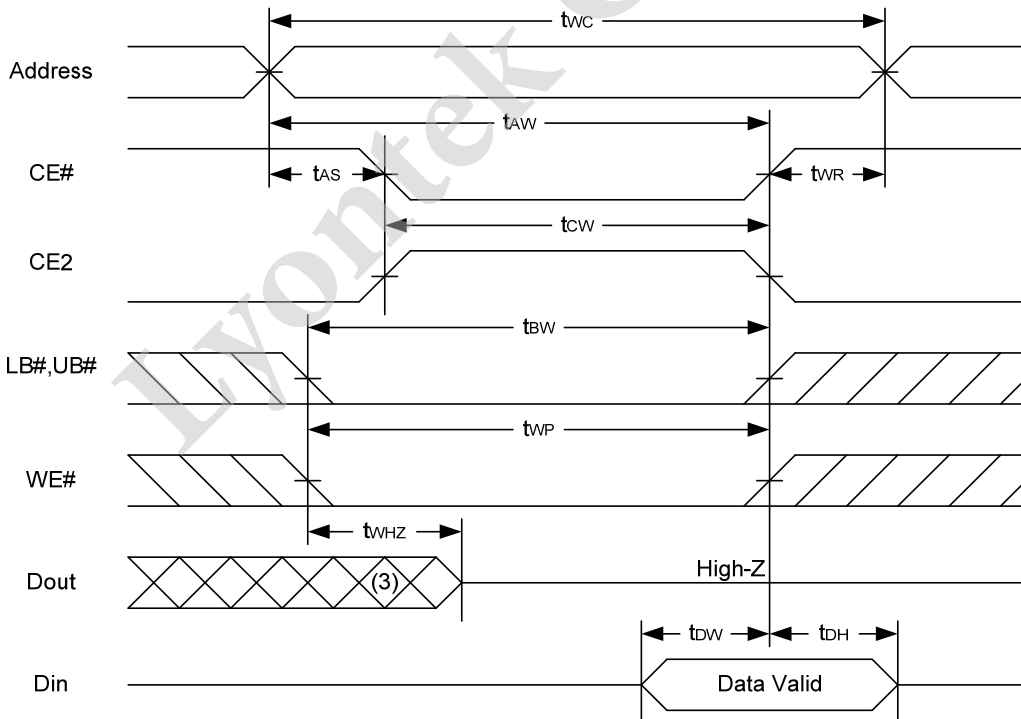 tWC
Address
tAW
CE#
tAS
tWR
tCW
CE2
tBW
LB#,UB#
tWP
WE#
tWHZ
Dout
(3)
High-Z
tDW
tDH
Din
Data Valid
Lyontek